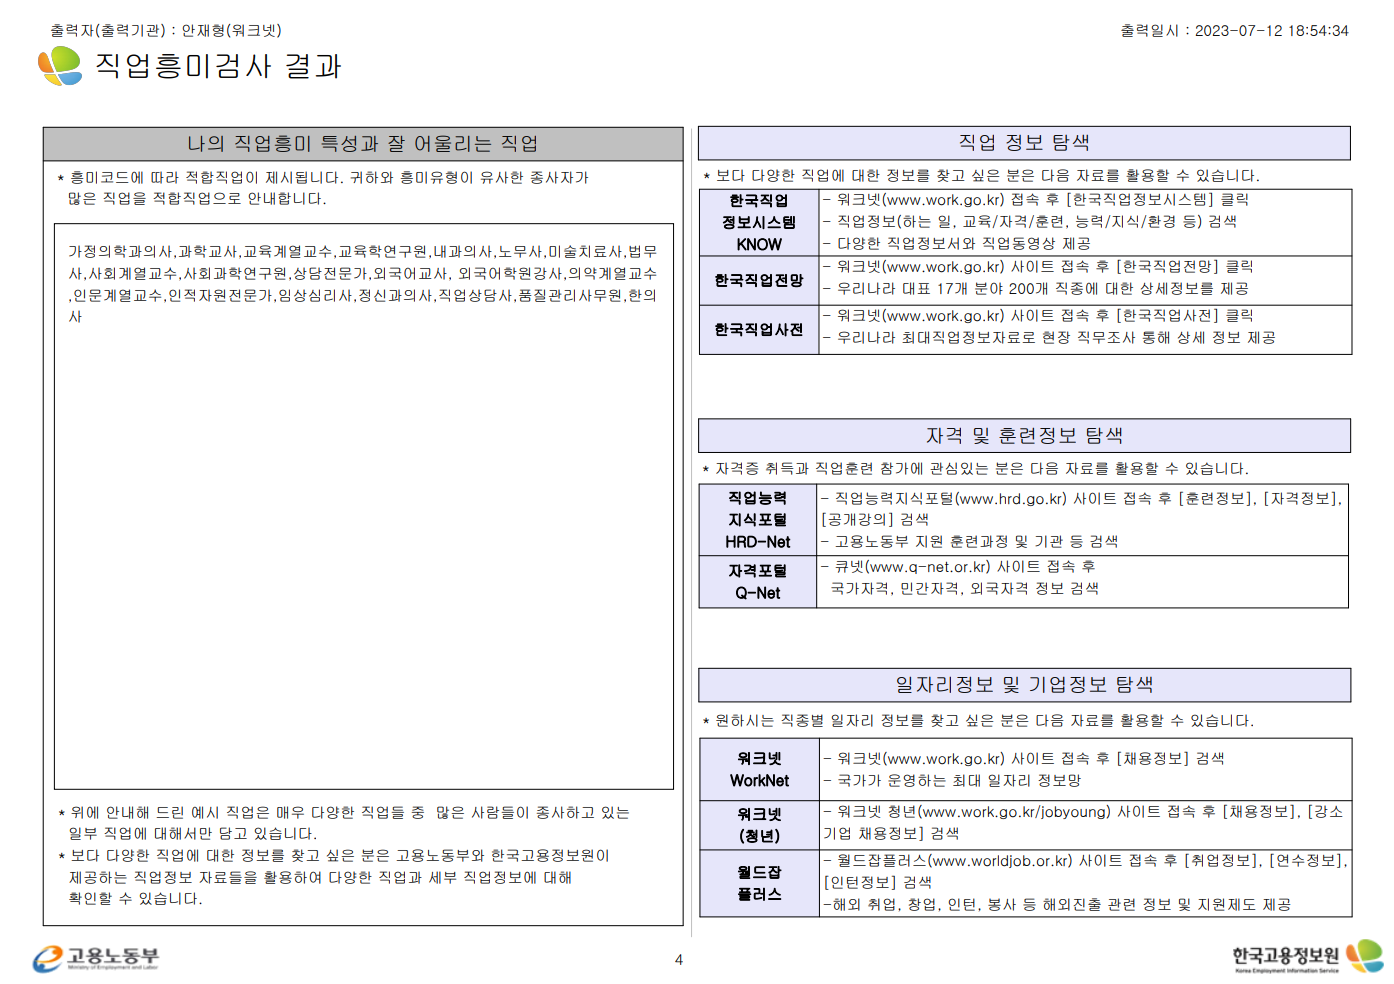 출력자(출력기관) : 안재형(워크넷)
출력일시 : 2023-07-12 18:54:34
직업흥미검사 결과
나의 직업흥미 특성과 잘 어울리는 직업
* 흥미코드에 따라 적합직업이 제시됩니다. 귀하와 흥미유형이 유사한 종사자가
많은 직업을 적합직업으로 안내합니다.
가정의학과의사,과학교사,교육계열교수,교육학연구원,내과의사,노무사,미술치료사,법무
사,사회계열교수,사회과학연구원,상담전문가,외국어교사, 외국어학원강사,의약계열교수
,인문계열교수,인적자원전문가,임상심리사,정신과의사,직업상담사,품질관리사무원,한의
사
* 위에 안내해 드린 예시 직업은 매우 다양한 직업들 중  많은 사람들이 종사하고 있는
일부 직업에 대해서만 담고 있습니다.
* 보다 다양한 직업에 대한 정보를 찾고 싶은 분은 고용노동부와 한국고용정보원이
제공하는 직업정보 자료들을 활용하여 다양한 직업과 세부 직업정보에 대해
확인할 수 있습니다.
직업 정보 탐색
* 보다 다양한 직업에 대한 정보를 찾고 싶은 분은 다음 자료를 활용할 수 있습니다.
한국직업
정보시스템
KNOW
- 워크넷(www.work.go.kr) 접속 후 [한국직업정보시스템] 클릭
- 직업정보(하는 일, 교육/자격/훈련, 능력/지식/환경 등) 검색
- 다양한 직업정보서와 직업동영상 제공
한국직업전망
- 워크넷(www.work.go.kr) 사이트 접속 후 [한국직업전망] 클릭
- 우리나라 대표 17개 분야 200개 직종에 대한 상세정보를 제공
한국직업사전
- 워크넷(www.work.go.kr) 사이트 접속 후 [한국직업사전] 클릭
- 우리나라 최대직업정보자료로 현장 직무조사 통해 상세 정보 제공
자격 및 훈련정보 탐색
* 자격증 취득과 직업훈련 참가에 관심있는 분은 다음 자료를 활용할 수 있습니다.
직업능력
지식포털
HRD-Net
- 직업능력지식포털(www.hrd.go.kr) 사이트 접속 후 [훈련정보], [자격정보],
[공개강의] 검색
- 고용노동부 지원 훈련과정 및 기관 등 검색
자격포털
Q-Net
- 큐넷(www.q-net.or.kr) 사이트 접속 후
국가자격, 민간자격, 외국자격 정보 검색
일자리정보 및 기업정보 탐색
* 원하시는 직종별 일자리 정보를 찾고 싶은 분은 다음 자료를 활용할 수 있습니다.
워크넷
WorkNet
- 워크넷(www.work.go.kr) 사이트 접속 후 [채용정보] 검색
- 국가가 운영하는 최대 일자리 정보망
워크넷
(청년)
- 워크넷 청년(www.work.go.kr/jobyoung) 사이트 접속 후 [채용정보], [강소
기업 채용정보] 검색
월드잡
플러스
- 월드잡플러스(www.worldjob.or.kr) 사이트 접속 후 [취업정보], [연수정보],
[인턴정보] 검색
-해외 취업, 창업, 인턴, 봉사 등 해외진출 관련 정보 및 지원제도 제공
고용노동부
Ministry of Employment and Labor
4
한국고용정보원
Korea Employment Information Service